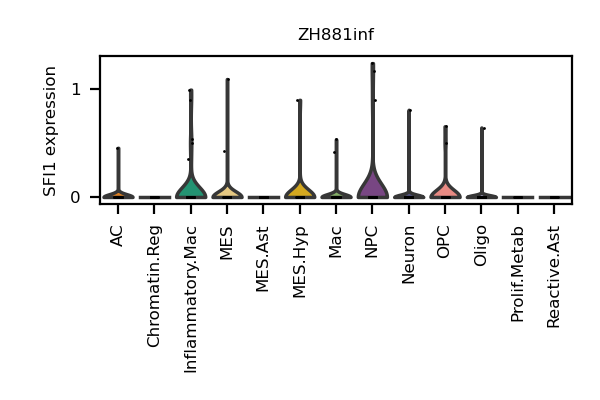 ZH881inf
SFI1 expression
1
0
AC
Chromatin.Reg
Inflammatory.Mac
MES
MES.Ast
MES.Hyp
Mac
NPC
Neuron
OPC
Oligo
Prolif.Metab
Reactive.Ast